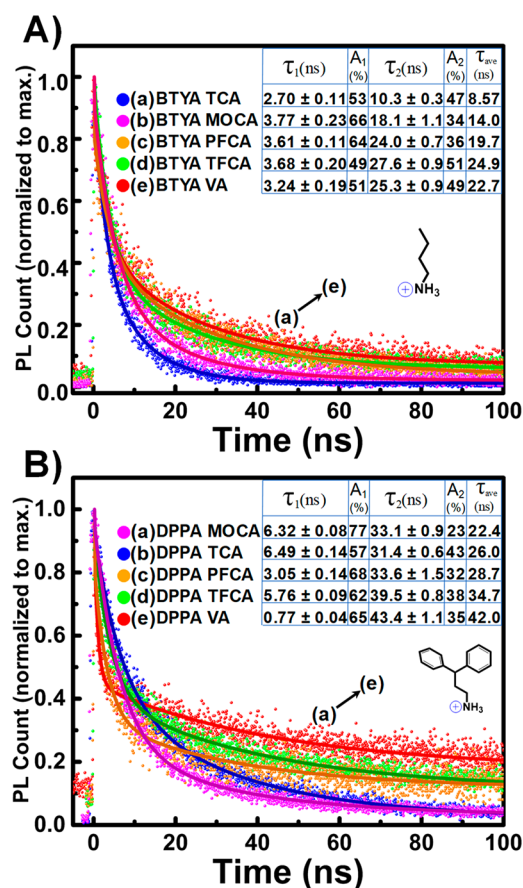 A)
τ1(ns) A1 (%) τ2(ns) A2 (%) τave (ns)
(a)BTYA TCA 2.70 ± 0.11 53 10.3 ± 0.3 47 8.57
(b)BTYA MOCA 3.77 ± 0.23 66 18.1 ± 1.1 34 14.0
(c)BTYA PFCA 3.61 ± 0.11 64 24.0 ± 0.7 36 19.7
(d)BTYA TFCA 3.68 ± 0.20 49 27.6 ± 0.9 51 24.9
(e)BTYA VA 3.24 ± 0.19 51 25.3 ± 0.9 49 22.7
PL Count (normalized to max.)
1.0
0.8
0.6
0.4
0.2
0.0
(e)
(a)
+ NH3
0 20 40 60 80 100
Time (ns)
B)
τ1(ns) A1 (%) τ2(ns) A2 (%) τave (ns)
(a)DPPA MOCA 6.32 ± 0.08 77 33.1 ± 0.9 23 22.4
(b)DPPA TCA 6.49 ± 0.14 57 31.4 ± 0.6 43 26.0
(c)DPPA PFCA 3.05 ± 0.14 68 33.6 ± 1.5 32 28.7
(d)DPPA TFCA 5.76 ± 0.09 62 39.5 ± 0.8 38 34.7
(e)DPPA VA 0.77 ± 0.04 65 43.4 ± 1.1 35 42.0
PL Count (normalized to max.)
1.0
0.8
0.6
0.4
0.2
0.0
(e)
(a)
+ NH3
0 20 40 60 80 100
Time (ns)